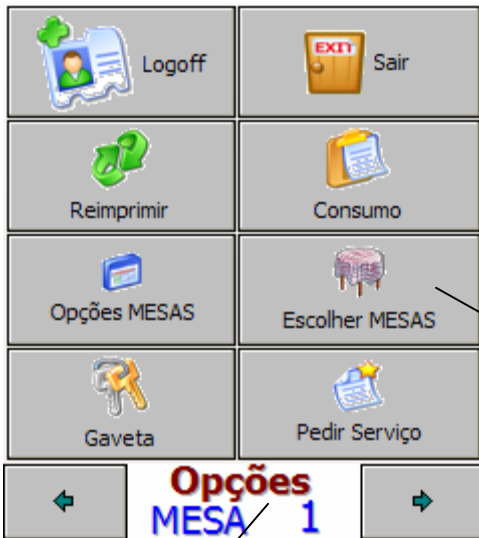 Logoff
EXIT
Sair
Reimprimir
Consumo
Opções MESAS
Escolher MESAS
Gaveta
Pedir Serviço
Opções
MESA 1